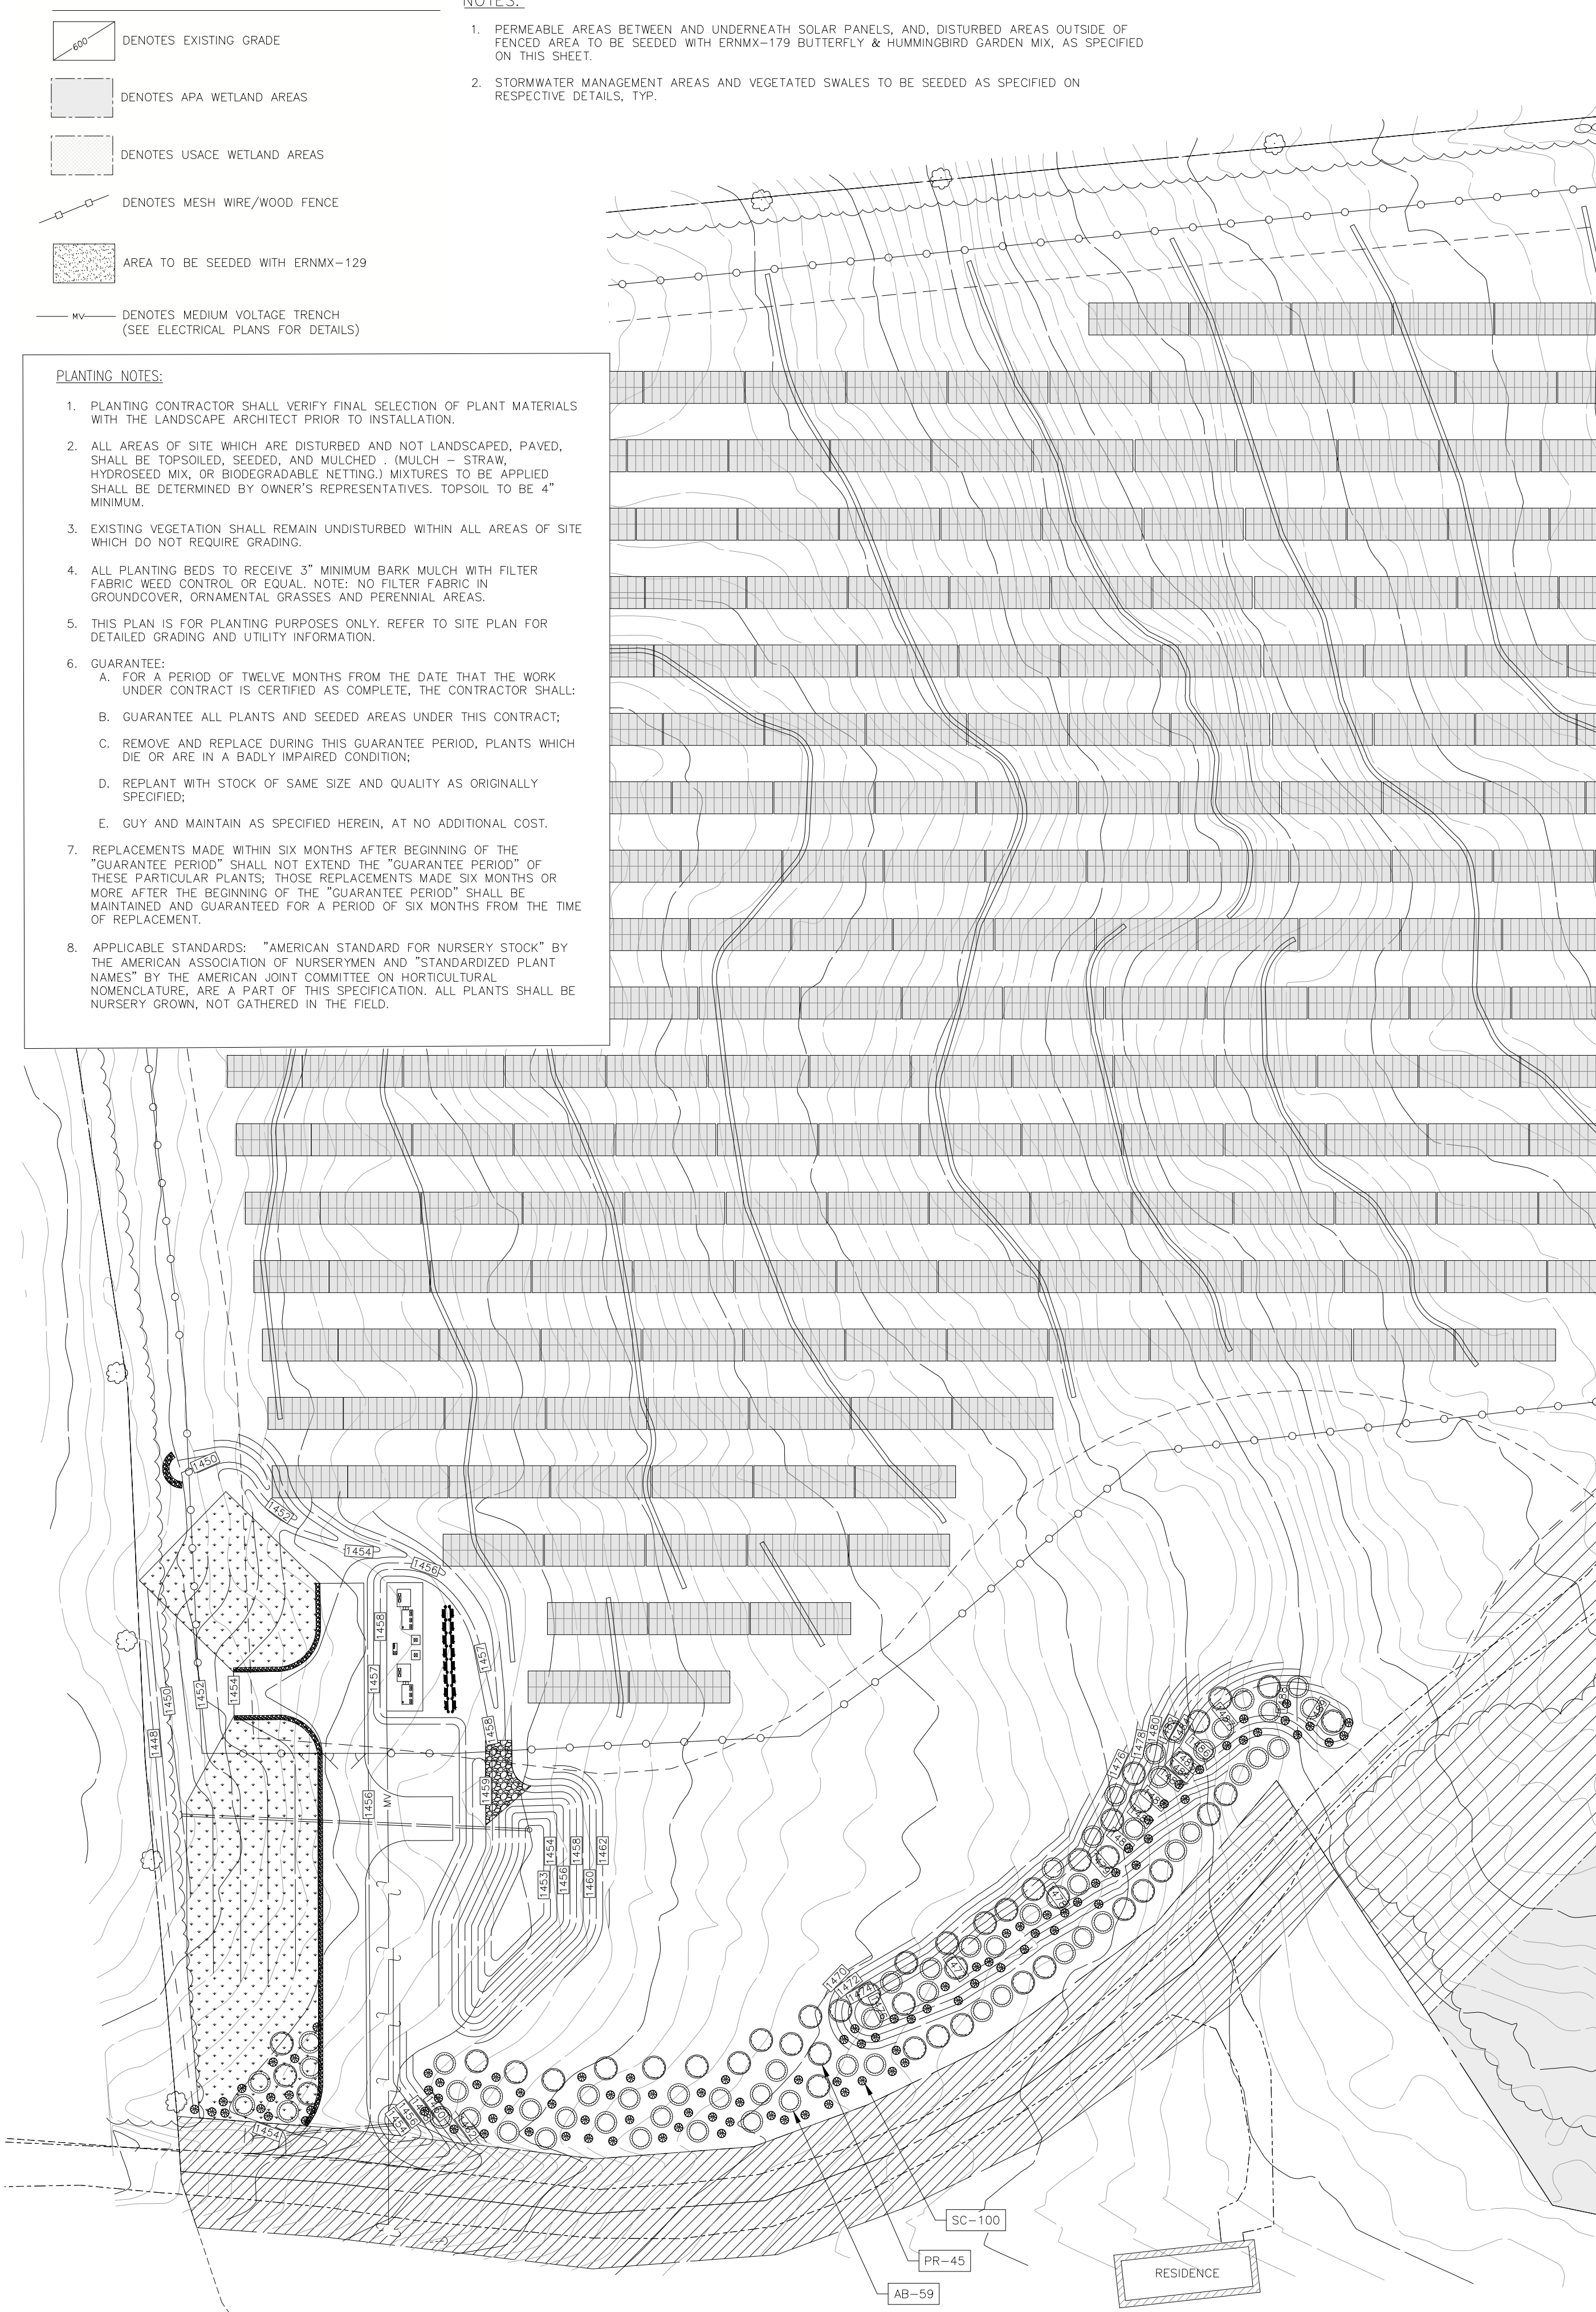 NOTES:
DENOTES EXISTING GRADE
600
DENOTES APA WETLAND AREAS
DENOTES USACE WETLAND AREAS
DENOTES MESH WIRE/WOOD FENCE
AREA TO BE SEEDED WITH ERNMX-129
MV
DENOTES MEDIUM VOLTAGE TRENCH
(SEE ELECTRICAL PLANS FOR DETAILS)
1. PERMEABLE AREAS BETWEEN AND UNDERNEATH SOLAR PANELS, AND, DISTURBED AREAS OUTSIDE OF
FENCED AREA TO BE SEEDED WITH ERNMX-179 BUTTERFLY & HUMMINGBIRD GARDEN MIX, AS SPECIFIED
ON THIS SHEET.
2. STORMWATER MANAGEMENT AREAS AND VEGETATED SWALES TO BE SEEDED AS SPECIFIED ON
RESPECTIVE DETAILS, TYP.
PLANTING NOTES:
1. PLANTING CONTRACTOR SHALL VERIFY FINAL SELECTION OF PLANT MATERIALS
WITH THE LANDSCAPE ARCHITECT PRIOR TO INSTALLATION.
2. ALL AREAS OF SITE WHICH ARE DISTURBED AND NOT LANDSCAPED, PAVED,
SHALL BE TOPSOILED, SEEDED, AND MULCHED . (MULCH – STRAW,
HYDROSEED MIX, OR BIODEGRADABLE NETTING.) MIXTURES TO BE APPLIED
SHALL BE DETERMINED BY OWNER'S REPRESENTATIVES. TOPSOIL TO BE 4"
MINIMUM.
3. EXISTING VEGETATION SHALL REMAIN UNDISTURBED WITHIN ALL AREAS OF SITE
WHICH DO NOT REQUIRE GRADING.
4. ALL PLANTING BEDS TO RECEIVE 3" MINIMUM BARK MULCH WITH FILTER
FABRIC WEED CONTROL OR EQUAL. NOTE: NO FILTER FABRIC IN
GROUNDCOVER, ORNAMENTAL GRASSES AND PERENNIAL AREAS.
5. THIS PLAN IS FOR PLANTING PURPOSES ONLY. REFER TO SITE PLAN FOR
DETAILED GRADING AND UTILITY INFORMATION.
6. GUARANTEE:
A. FOR A PERIOD OF TWELVE MONTHS FROM THE DATE THAT THE WORK
UNDER CONTRACT IS CERTIFIED AS COMPLETE, THE CONTRACTOR SHALL:
B. GUARANTEE ALL PLANTS AND SEEDED AREAS UNDER THIS CONTRACT;
C. REMOVE AND REPLACE DURING THIS GUARANTEE PERIOD, PLANTS WHICH
DIE OR ARE IN A BADLY IMPAIRED CONDITION;
D. REPLANT WITH STOCK OF SAME SIZE AND QUALITY AS ORIGINALLY
SPECIFIED;
E. GUY AND MAINTAIN AS SPECIFIED HEREIN, AT NO ADDITIONAL COST.
7. REPLACEMENTS MADE WITHIN SIX MONTHS AFTER BEGINNING OF THE
"GUARANTEE PERIOD" SHALL NOT EXTEND THE "GUARANTEE PERIOD" OF
THESE PARTICULAR PLANTS; THOSE REPLACEMENTS MADE SIX MONTHS OR
MORE AFTER THE BEGINNING OF THE "GUARANTEE PERIOD" SHALL BE
MAINTAINED AND GUARANTEED FOR A PERIOD OF SIX MONTHS FROM THE TIME
OF REPLACEMENT.
8. APPLICABLE STANDARDS: "AMERICAN STANDARD FOR NURSERY STOCK" BY
THE AMERICAN ASSOCIATION OF NURSERYMEN AND "STANDARDIZED PLANT
NAMES" BY THE AMERICAN JOINT COMMITTEE ON HORTICULTURAL
NOMENCLATURE, ARE A PART OF THIS SPECIFICATION. ALL PLANTS SHALL BE
NURSERY GROWN, NOT GATHERED IN THE FIELD.
1450
1452
1454
1456
1458
1457
1457
1454
1452
1450
1448
1458
1459
1456
MV
1454
1458
1462
1453
1456
1460
1476
1478
1480
1470
1472
1474
1454
1456
1454
SC-100
PR-45
AB-59
RESIDENCE